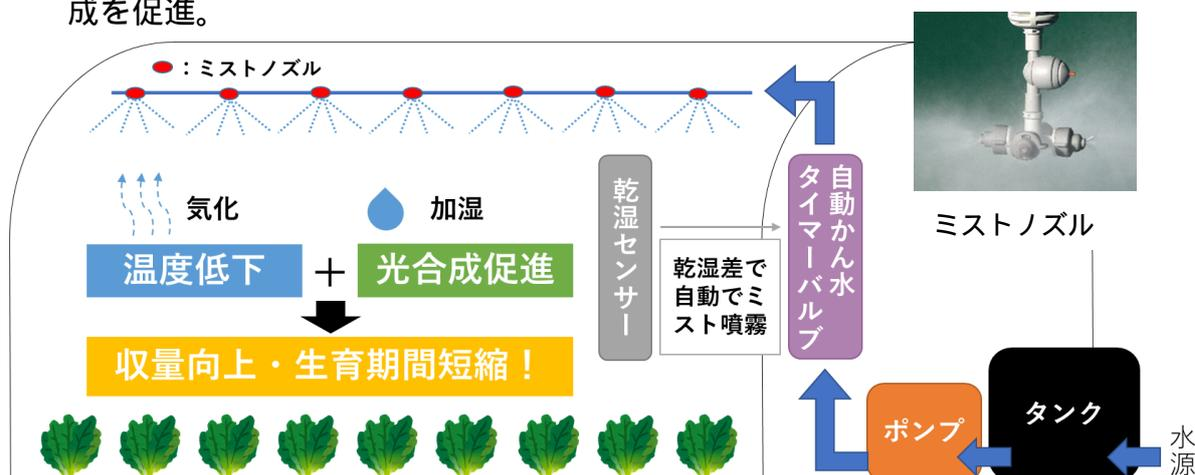 成を促進。
：ミストノズル
気化
加湿
温度低下
＋
光合成促進
収量向上・生育期間短縮！
乾湿センサー
乾湿差で
自動でミ
スト噴霧
自動かん水
タイマーバルブ
ミストノズル
ポンプ
タンク
水源